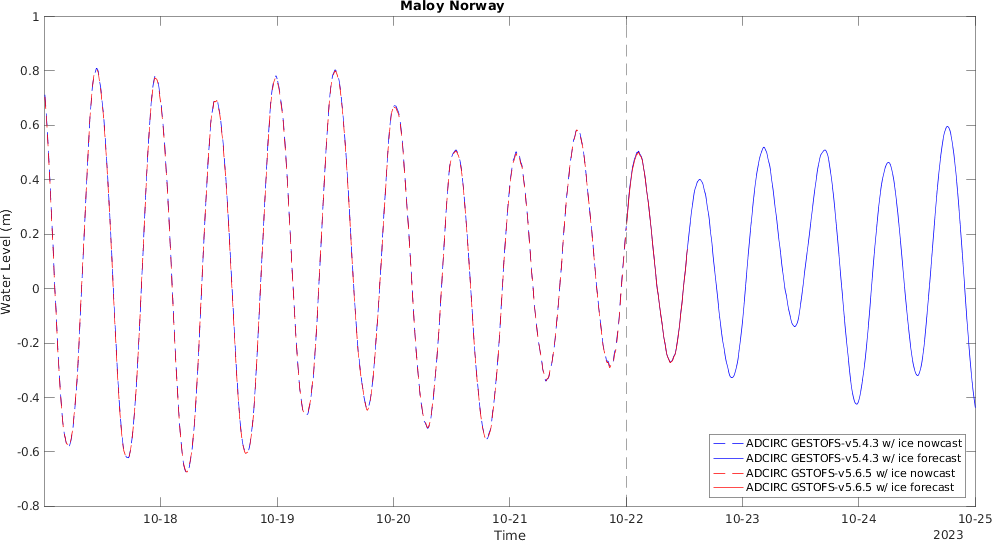 Maloy Norway
1
0.8
0.6
0.4
0.2
0
-0.2
-0.4
-0.6
-0.8
Water Level (m)
10-18
10-19
10-20
10-21
10-22
10-23
10-24
10-25
Time
2023
ADCIRC GESTOFS-v5.4.3 w/ ice nowcast
ADCIRC GESTOFS-v5.4.3 w/ ice forecast
ADCIRC GSTOFS-v5.6.5 w/ ice nowcast
ADCIRC GSTOFS-v5.6.5 w/ ice forecast